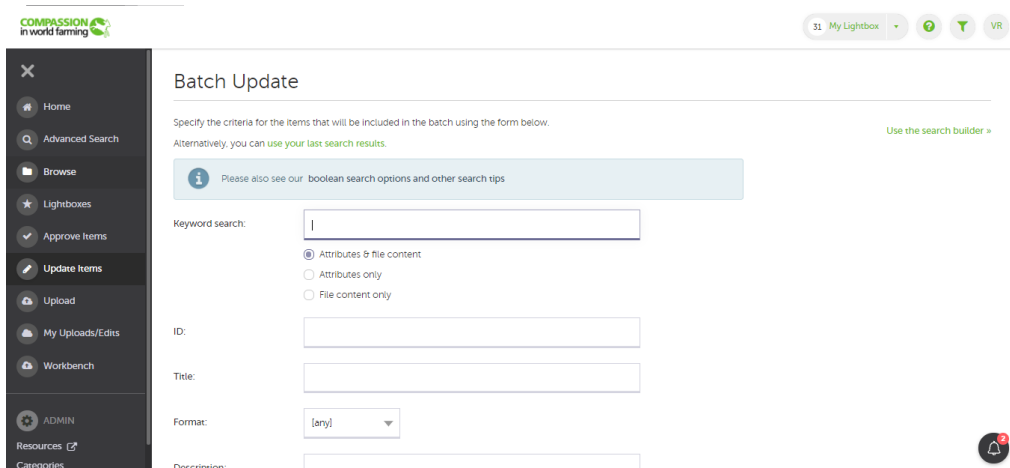 COMPASSION
in world farming
31 My Lightbox
VR
Home
Advanced Search
Browse
Lightboxes
Approve Items
Update Items
Upload
My Uploads/Edits
Workbench
ADMIN
Resources
Categories
Batch Update
Specify the criteria for the items that will be included in the batch using the form below.
Alternatively, you can use your last search results.
Use the search builder »
Please also see our boolean search options and other search tips
Keyword search:
Attributes & file content
Attributes only
File content only
ID:
Title:
Format:
[any]
Description:
2